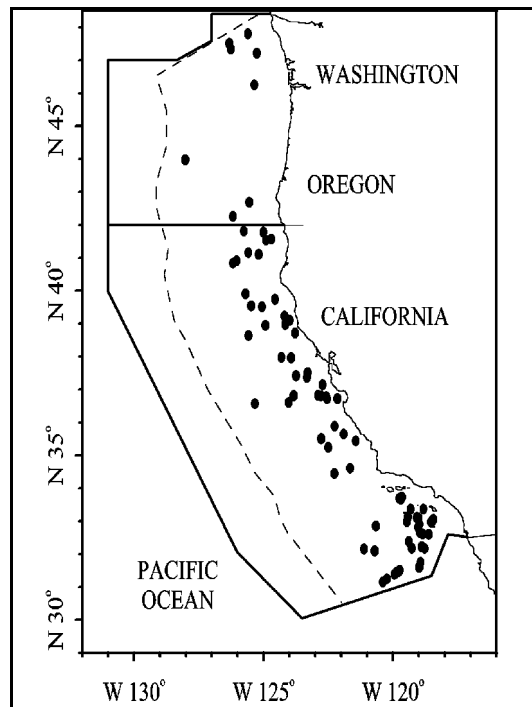 WASHINGTON
N 45°
OREGON
N 40°
CALIFORNIA
N 35°
PACIFIC
OCEAN
N 30°
W 130°
W 125°
W 120°